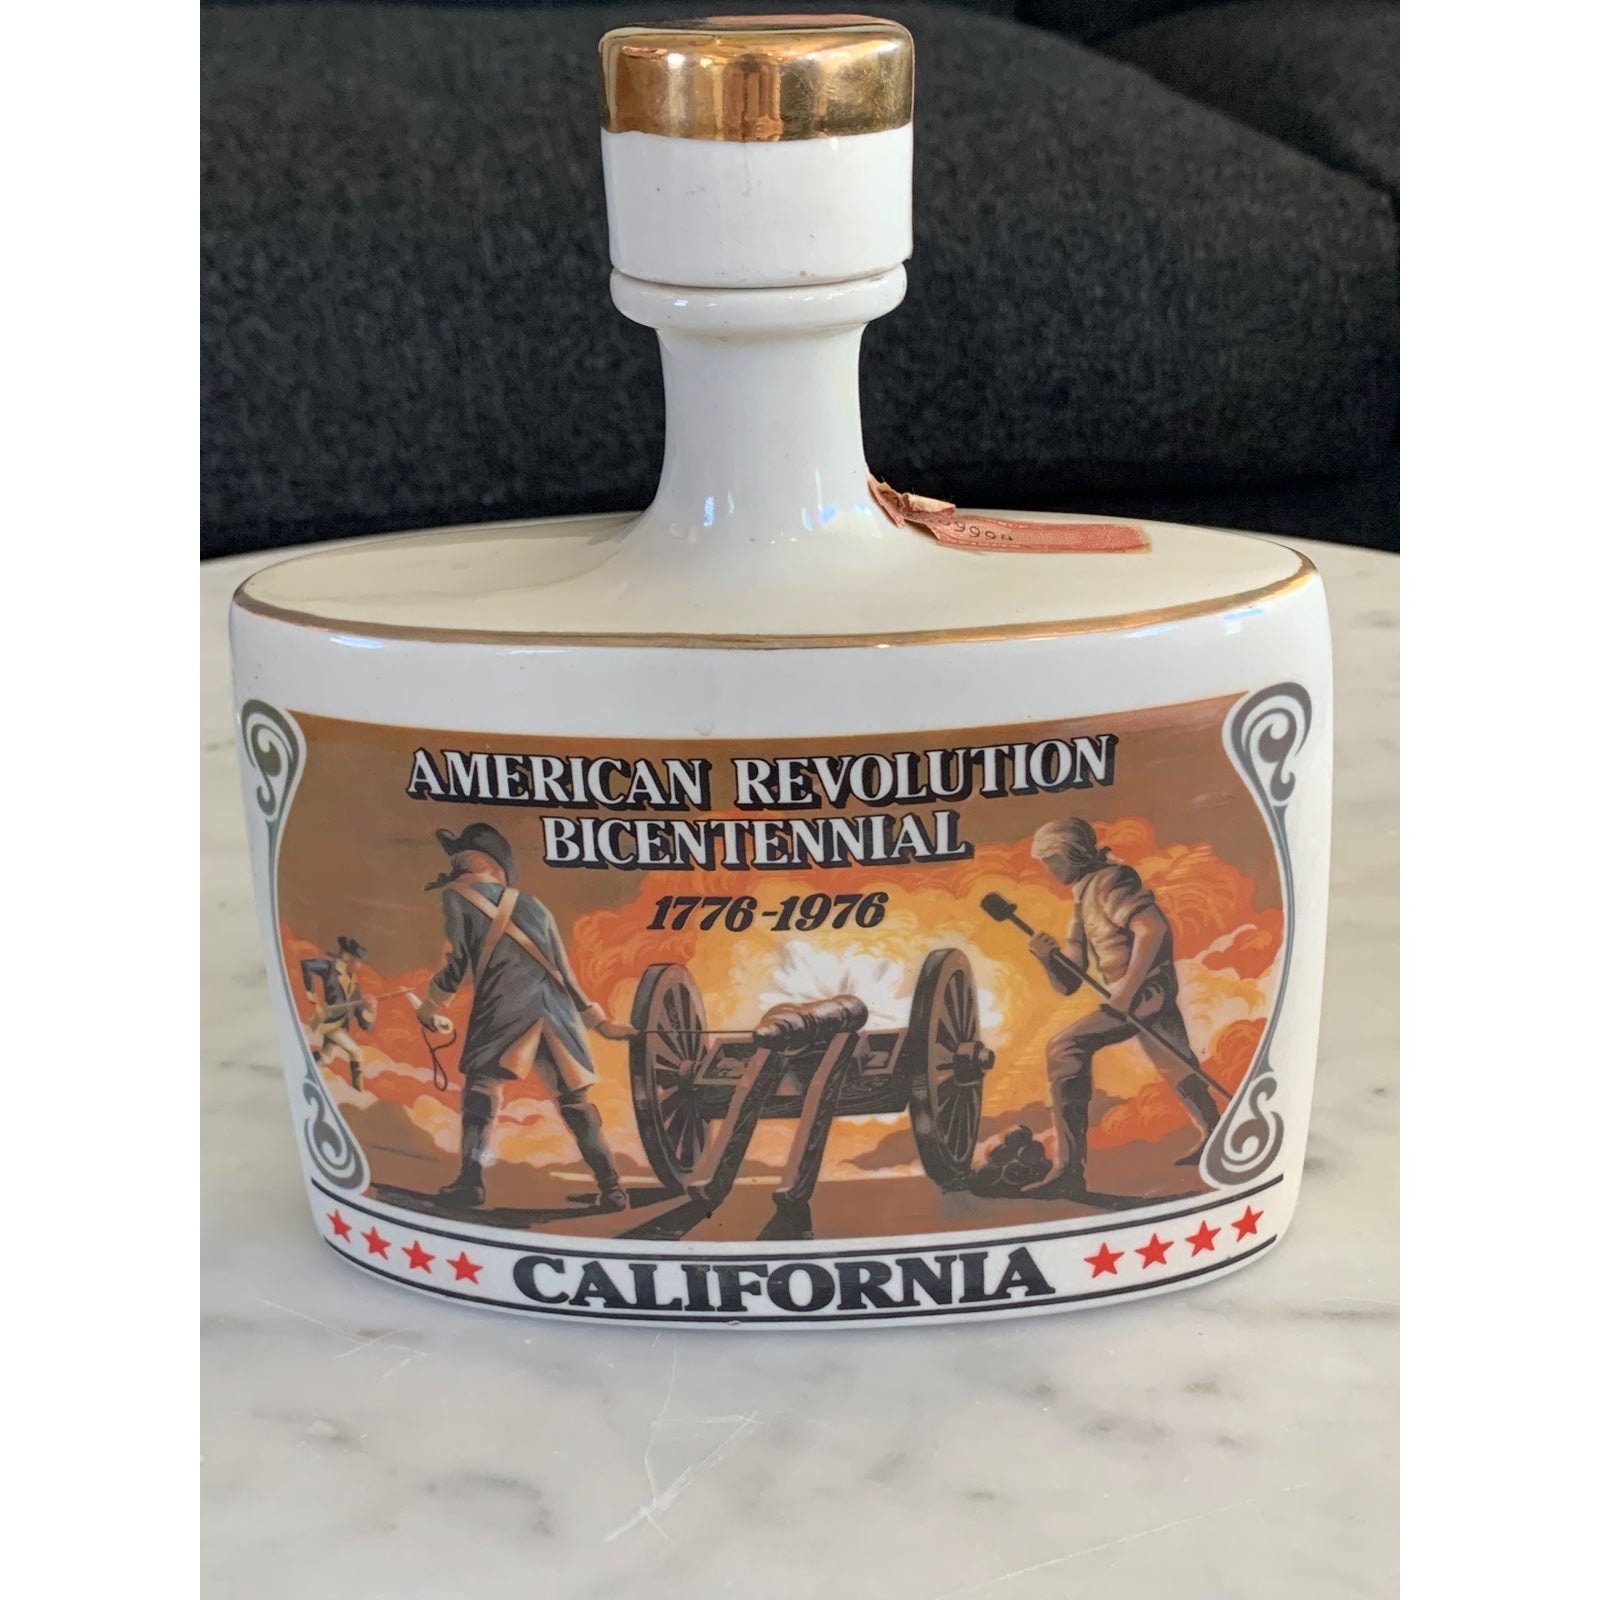 AMERICAN REVOLUTION
BICENTENNIAL
1776-1976
CALIFORNIA